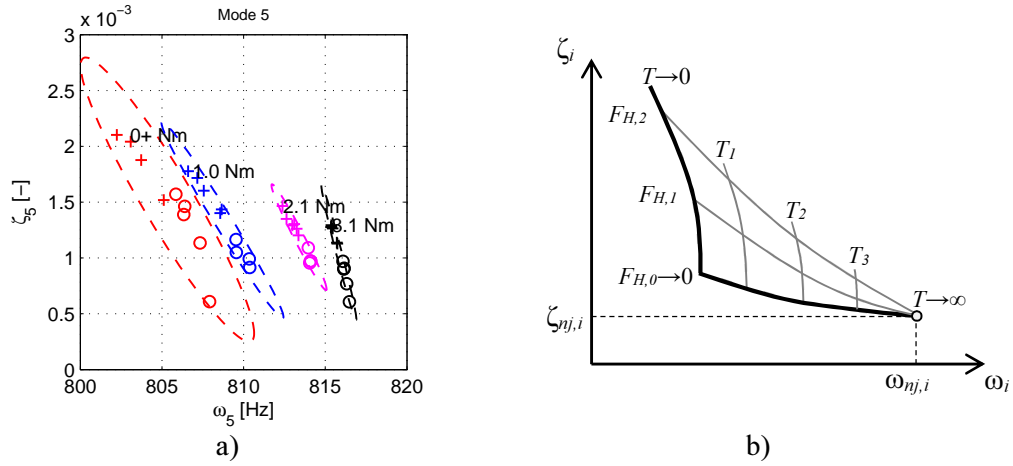 Mode 5
x 10⁻³
3
2.5
2
1.5
1
0.5
0
ζ₅ [–]
800
805
810
815
820
ω₅ [Hz]
0+ Nm
1.0 Nm
2.1 Nm
3.1 Nm
a)
ζi
T→0
FH,2
T1
FH,1
T2
T3
FH,0→0
T→∞
ζnj,i
ωnj,i
ωi
b)